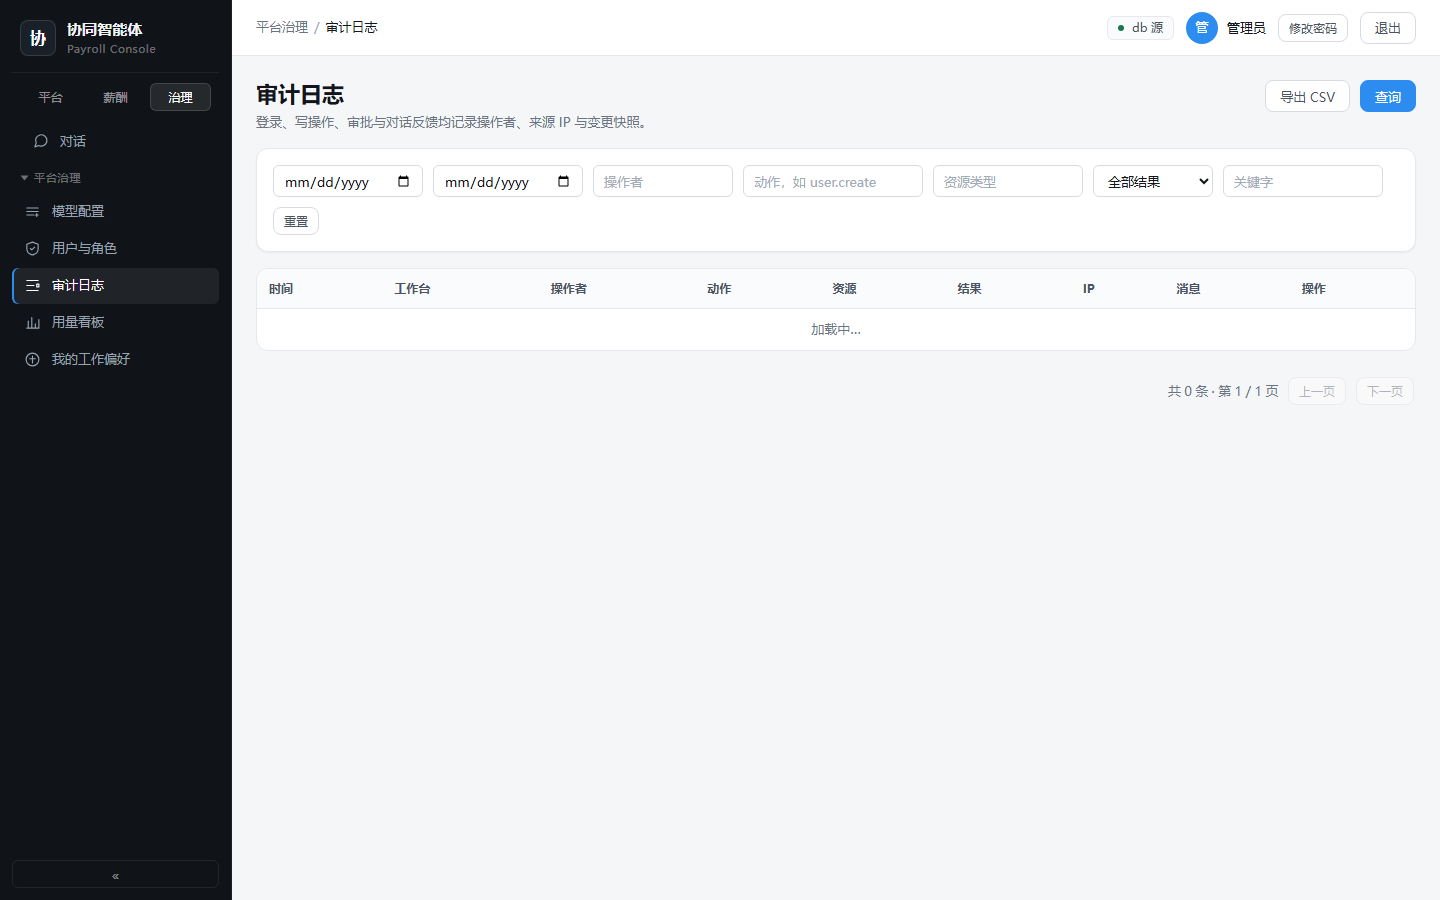 协 协同智能体
Payroll Console
平台 薪酬 治理
对话
平台治理
模型配置
用户与角色
审计日志
用量看板
我的工作偏好
«
平台治理 / 审计日志
db 源 管 管理员 修改密码 退出
审计日志
登录、写操作、审批与对话反馈均记录操作者、来源 IP 与变更快照。
导出 CSV 查询
mm/dd/yyyy mm/dd/yyyy 操作者 动作，如 user.create 资源类型 全部结果 关键字
重置
时间 工作台 操作者 动作 资源 结果 IP 消息 操作
加载中...
共 0 条 · 第 1 / 1 页 上一页 下一页